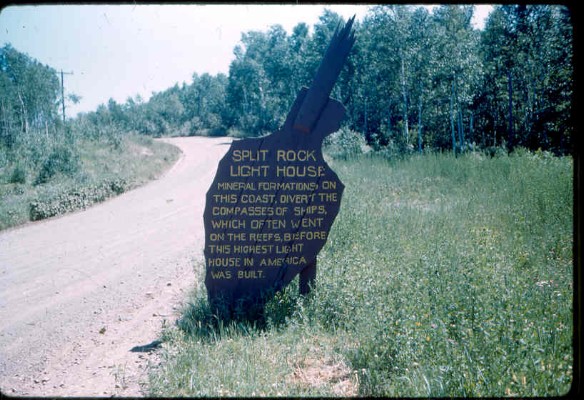 SPLIT ROCK
LIGHT HOUSE
MINERAL FORMATIONS, ON
THIS COAST, DIVERT THE
COMPASSES OF SHIPS,
WHICH OFTEN WENT
ON THE REEFS, BEFORE
THIS HIGHEST LIGHT
HOUSE IN AMERICA
WAS BUILT.